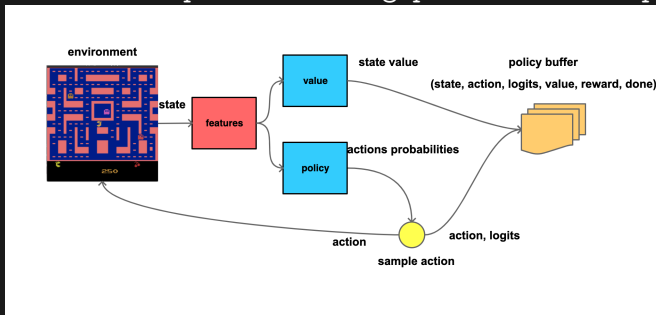 environment
state
features
value
policy
state value
actions probabilities
policy buffer
(state, action, logits, value, reward, done)
action
action, logits
sample action
250